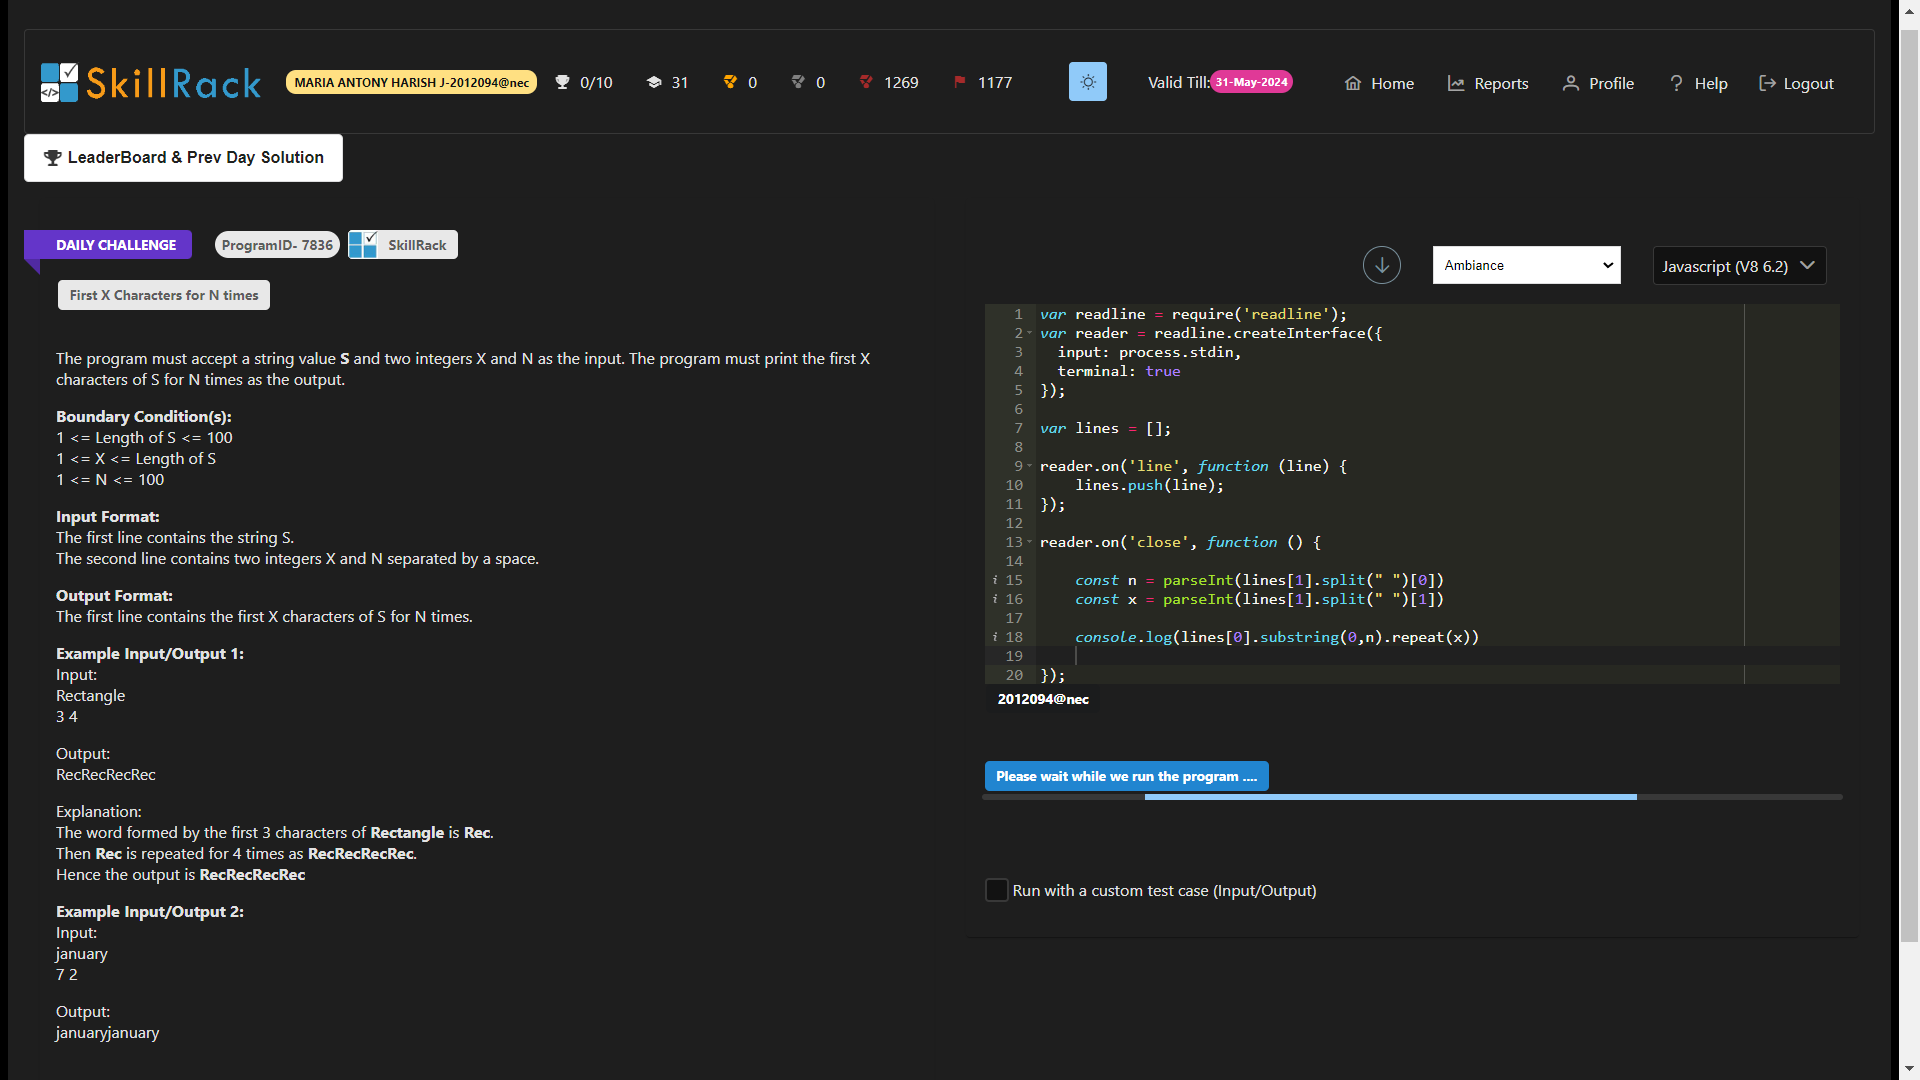 SkillRack
MARIA ANTONY HARISH J-2012094@nec
0/10
31
0
0
1269
1177
Valid Till:
31-May-2024
Home
Reports
Profile
Help
Logout
LeaderBoard & Prev Day Solution
DAILY CHALLENGE
ProgramID- 7836
SkillRack
First X Characters for N times
The program must accept a string value S and two integers X and N as the input. The program must print the first X
characters of S for N times as the output.
Boundary Condition(s):
1 <= Length of S <= 100
1 <= X <= Length of S
1 <= N <= 100
Input Format:
The first line contains the string S.
The second line contains two integers X and N separated by a space.
Output Format:
The first line contains the first X characters of S for N times.
Example Input/Output 1:
Input:
Rectangle
3 4
Output:
RecRecRecRec
Explanation:
The word formed by the first 3 characters of Rectangle is Rec.
Then Rec is repeated for 4 times as RecRecRecRec.
Hence the output is RecRecRecRec
Example Input/Output 2:
Input:
january
7 2
Output:
januaryjanuary
Ambiance
Javascript (V8 6.2)
1 var readline = require('readline');
2 var reader = readline.createInterface({
3   input: process.stdin,
4   terminal: true
5 });
6
7 var lines = [];
8
9 reader.on('line', function (line) {
10     lines.push(line);
11 });
12
13 reader.on('close', function () {
14
i 15     const n = parseInt(lines[1].split(" ")[0])
i 16     const x = parseInt(lines[1].split(" ")[1])
17
i 18     console.log(lines[0].substring(0,n).repeat(x))
19
20 });
2012094@nec
Please wait while we run the program ....
Run with a custom test case (Input/Output)